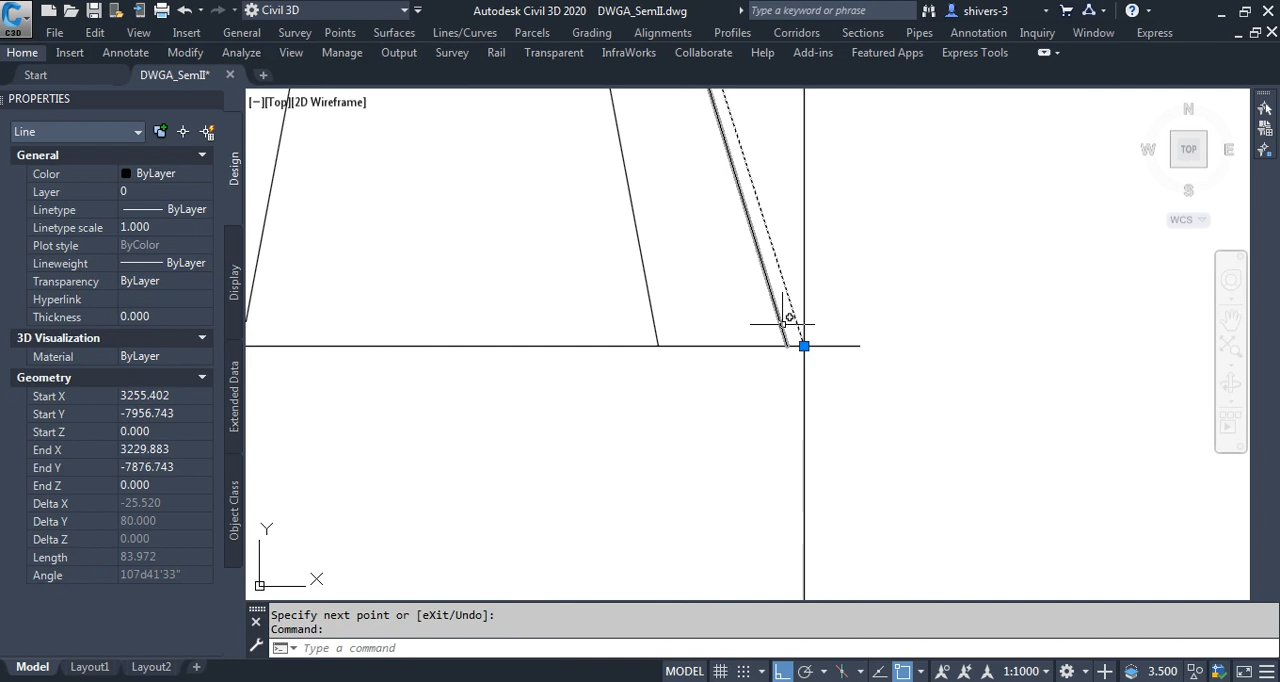 C3D
Civil 3D
Autodesk Civil 3D 2020
DWGA_SemII.dwg
Type a keyword or phrase
shivers-3
File
Edit
View
Insert
General
Survey
Points
Surfaces
Lines/Curves
Parcels
Grading
Alignments
Profiles
Corridors
Sections
Pipes
Annotation
Inquiry
Window
Express
Home
Insert
Annotate
Modify
Analyze
View
Manage
Output
Survey
Rail
Transparent
InfraWorks
Collaborate
Help
Add-ins
Featured Apps
Express Tools
Start
DWGA_SemII*
PROPERTIES
Line
General
Color ByLayer
Layer 0
Linetype ByLayer
Linetype scale 1.000
Plot style ByColor
Lineweight ByLayer
Transparency ByLayer
Hyperlink
Thickness 0.000
3D Visualization
Material ByLayer
Geometry
Start X 3255.402
Start Y -7956.743
Start Z 0.000
End X 3229.883
End Y -7876.743
End Z 0.000
Delta X -25.520
Delta Y 80.000
Delta Z 0.000
Length 83.972
Angle 107d41'33"
Design
Display
Extended Data
Object Class
[−][Top][2D Wireframe]
N
W
TOP
E
S
WCS
Y
X
Specify next point or [eXit/Undo]:
Command:
Type a command
Model
Layout1
Layout2
+
MODEL
1:1000
3.500